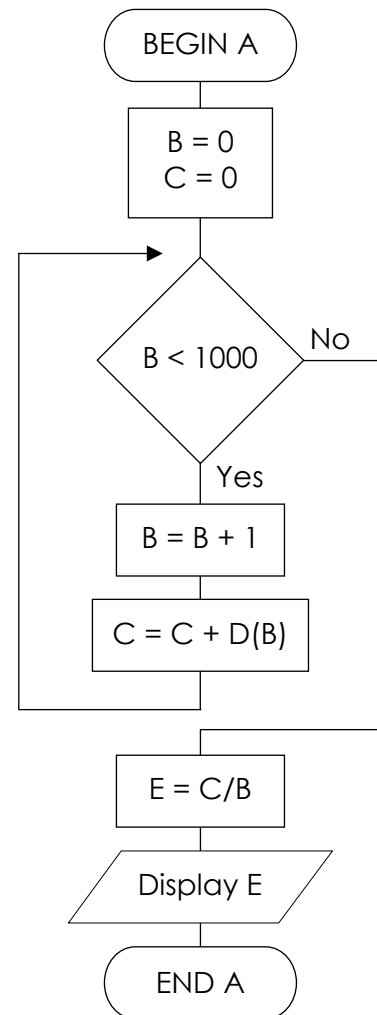 BEGIN A
B = 0
C = 0
B < 1000
No
Yes
B = B + 1
C = C + D(B)
E = C/B
Display E
END A